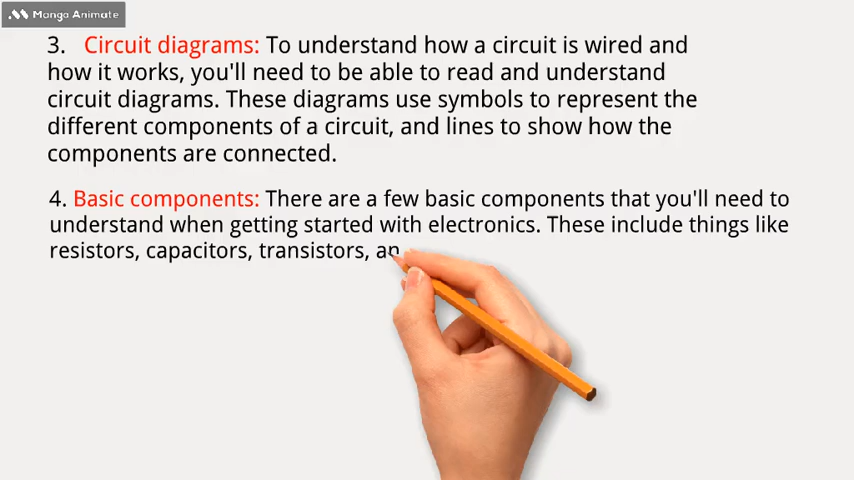 Mango Animate
3. Circuit diagrams: To understand how a circuit is wired and
how it works, you'll need to be able to read and understand
circuit diagrams. These diagrams use symbols to represent the
different components of a circuit, and lines to show how the
components are connected.
4. Basic components: There are a few basic components that you'll need to
understand when getting started with electronics. These include things like
resistors, capacitors, transistors, an